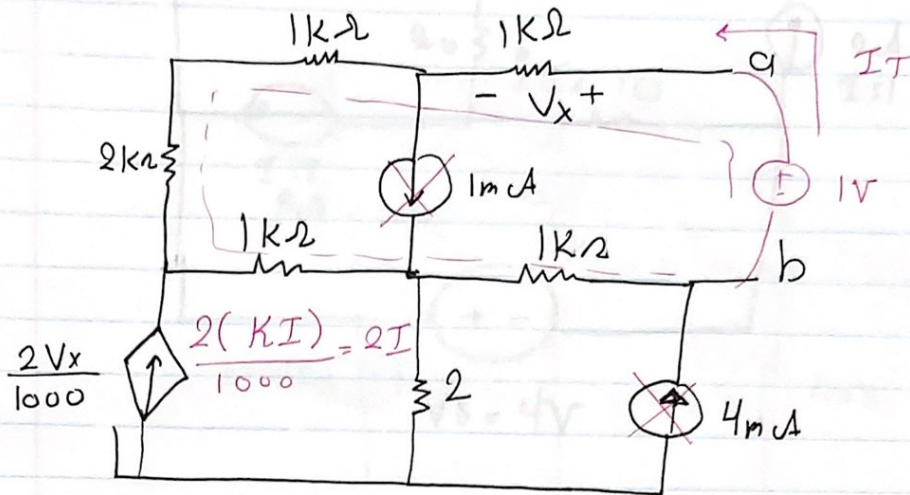 1KΩ
1KΩ
a
IT
- Vx +
2KΩ
1mA
1V
1KΩ
1KΩ
b
2Vx
1000
2(KI) = 2I
1000
2
4mA